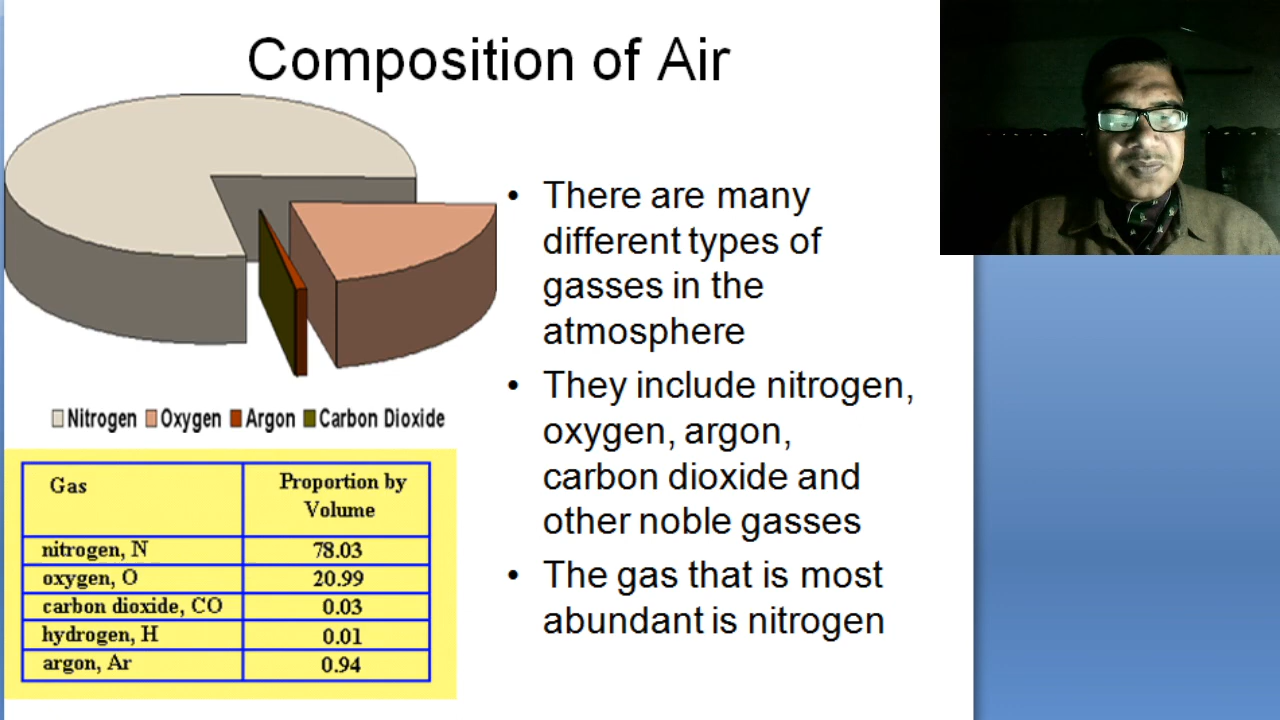 Composition of Air
• There are many
different types of
gasses in the
atmosphere
• They include nitrogen,
oxygen, argon,
carbon dioxide and
other noble gasses
• The gas that is most
abundant is nitrogen
Nitrogen Oxygen Argon Carbon Dioxide
Gas Proportion by
Volume
nitrogen, N 78.03
oxygen, O 20.99
carbon dioxide, CO 0.03
hydrogen, H 0.01
argon, Ar 0.94